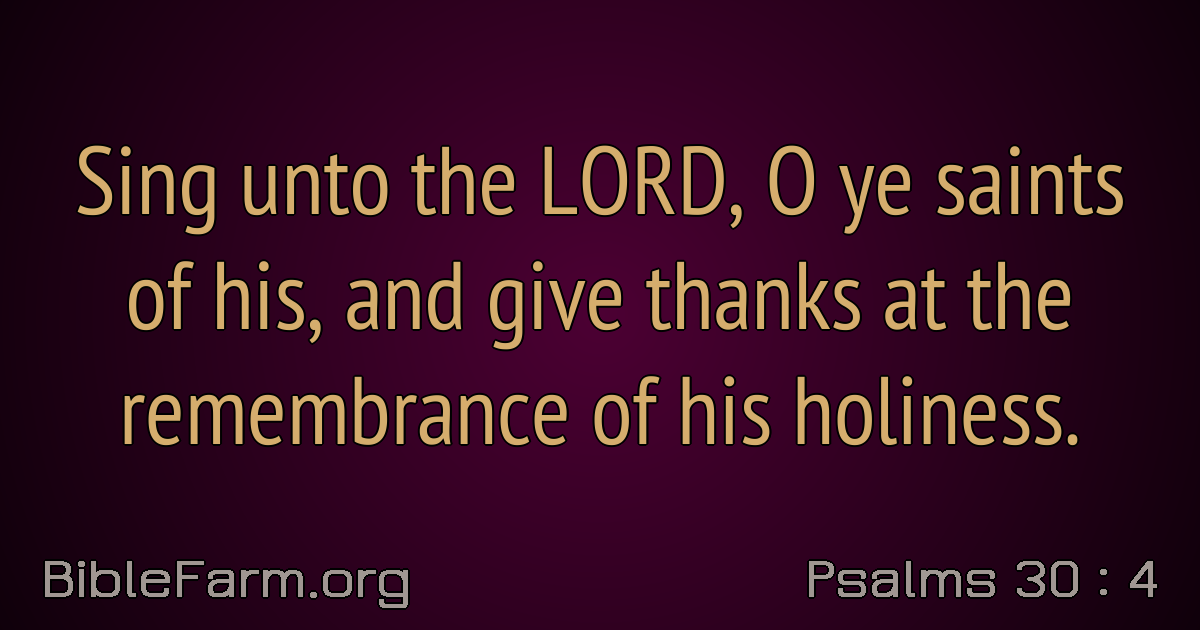 Sing unto the LORD, O ye saints
of his, and give thanks at the
remembrance of his holiness.
BibleFarm.org
Psalms 30 : 4